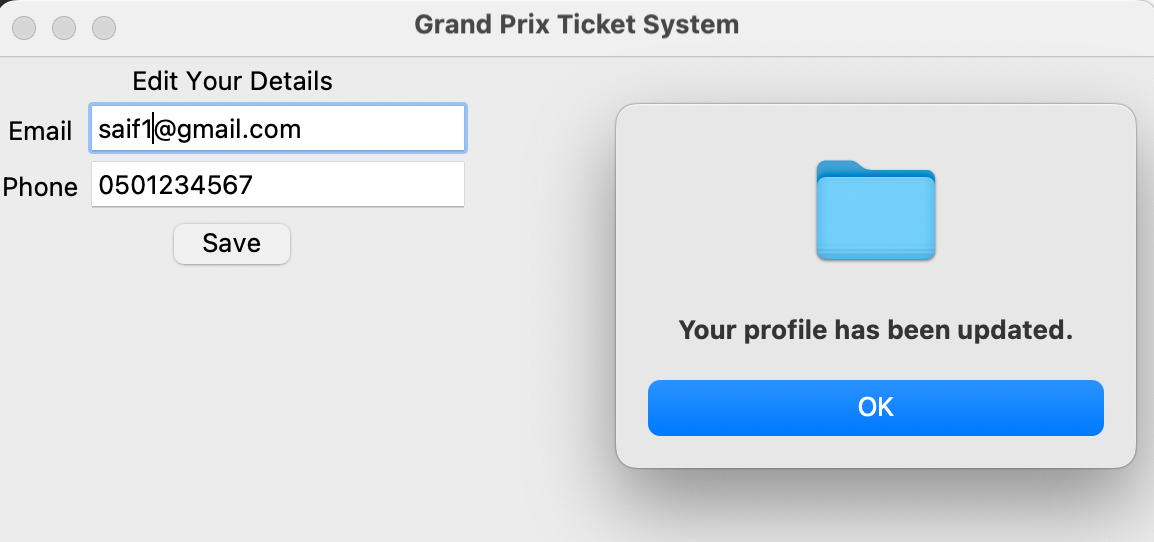 Grand Prix Ticket System
Edit Your Details
Email saif1@gmail.com
Phone 0501234567
Save
Your profile has been updated.
OK